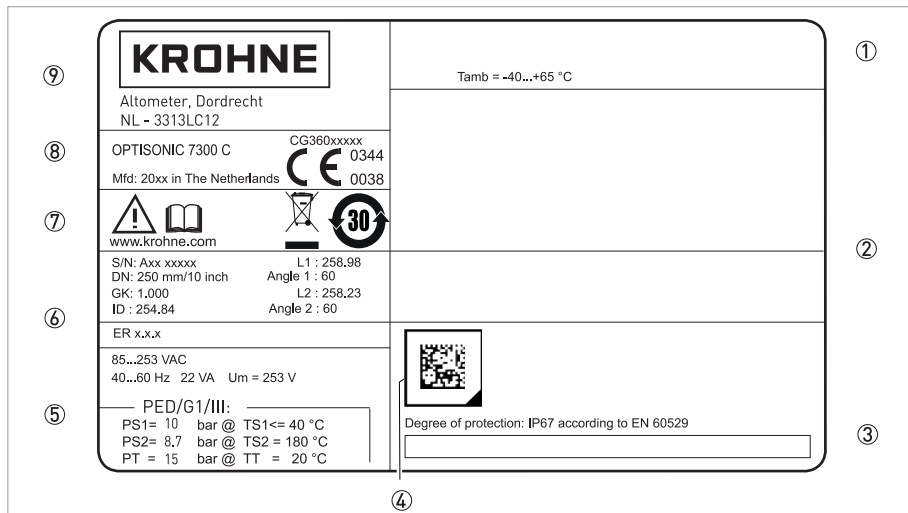 KROHNE
Altometer, Dordrecht
NL - 3313LC12
OPTISONIC 7300 C
Mfd: 20xx in The Netherlands
CG360xxxxx
CE 0344
0038
30
www.krohne.com
S/N: Axx xxxxx L1 : 258.98
DN: 250 mm/10 inch Angle 1 : 60
GK: 1.000 L2 : 258.23
ID : 254.84 Angle 2 : 60
ER x.x.x
85...253 VAC
40...60 Hz 22 VA Um = 253 V
PED/G1/III:
PS1= 10 bar @ TS1<= 40 °C
PS2= 8.7 bar @ TS2 = 180 °C
PT = 15 bar @ TT = 20 °C
Tamb = -40...+65 °C
Degree of protection: IP67 according to EN 60529
①
②
③
④
⑤
⑥
⑦
⑧
⑨